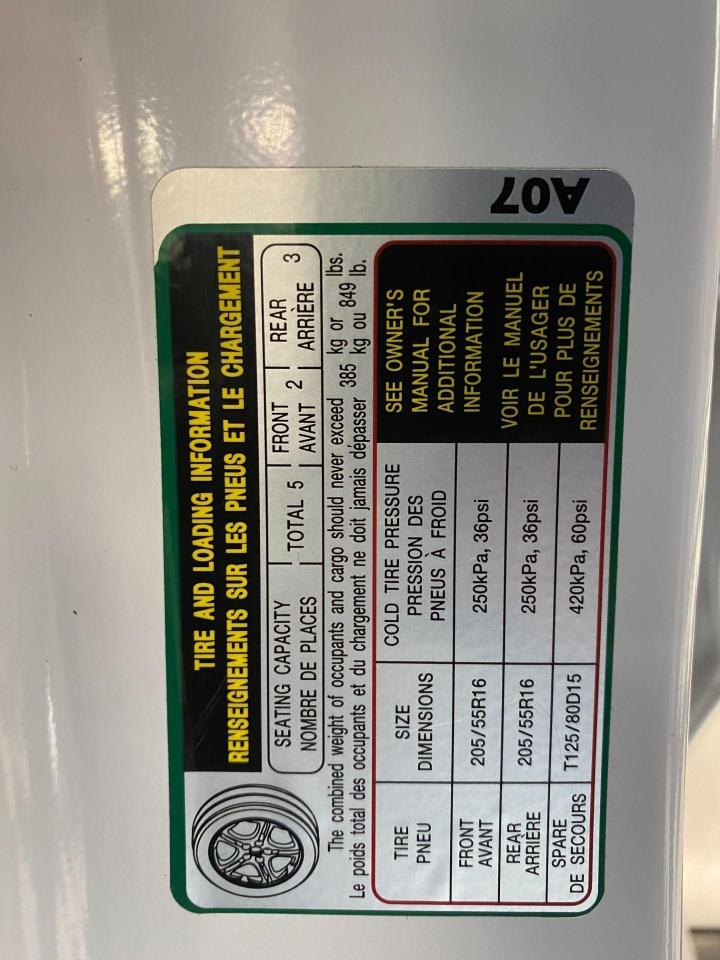 TIRE AND LOADING INFORMATION
RENSEIGNEMENTS SUR LES PNEUS ET LE CHARGEMENT
SEATING CAPACITY
NOMBRE DE PLACES
TOTAL 5
FRONT
AVANT 2
REAR
ARRIÈRE 3
The combined weight of occupants and cargo should never exceed 385 kg or lbs.
Le poids total des occupants et du chargement ne doit jamais dépasser 385 kg ou 849 lb.
TIRE
PNEU
SIZE
DIMENSIONS
COLD TIRE PRESSURE
PRESSION DES
PNEUS À FROID
FRONT
AVANT
205/55R16
250kPa, 36psi
REAR
ARRIÈRE
205/55R16
250kPa, 36psi
SPARE
DE SECOURS
T125/80D15
420kPa, 60psi
SEE OWNER'S
MANUAL FOR
ADDITIONAL
INFORMATION
VOIR LE MANUEL
DE L'USAGER
POUR PLUS DE
RENSEIGNEMENTS
A07